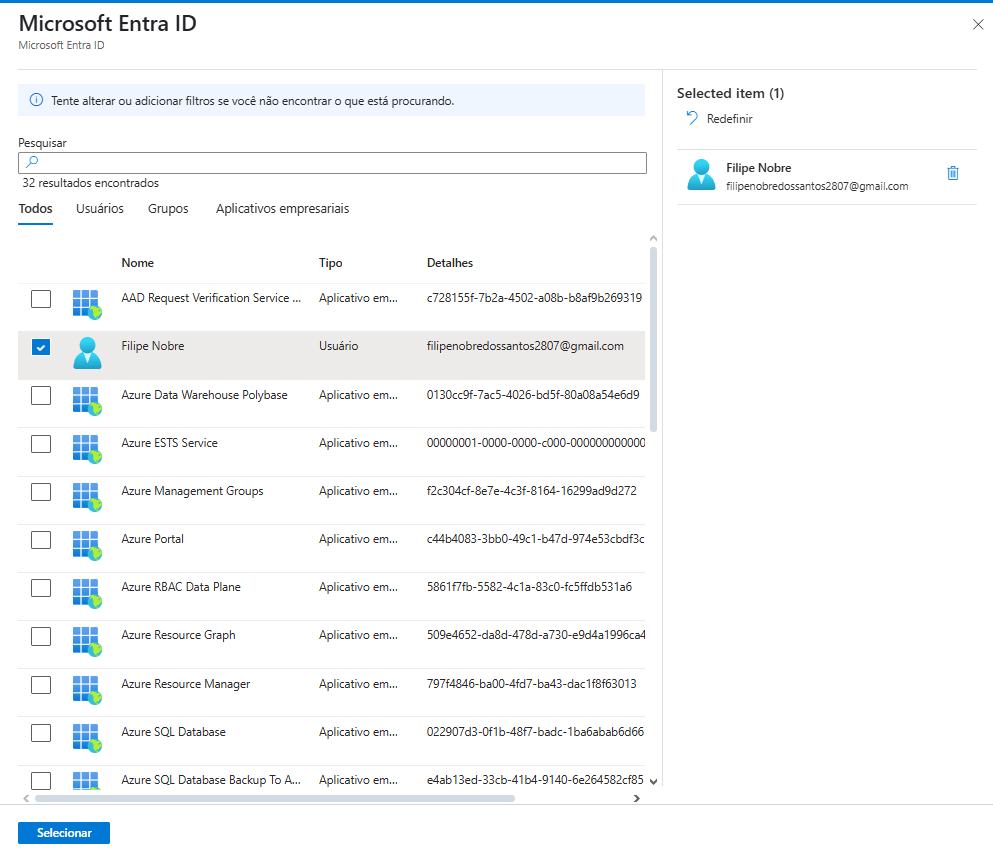 Microsoft Entra ID
Microsoft Entra ID
Tente alterar ou adicionar filtros se você não encontrar o que está procurando.
Pesquisar
32 resultados encontrados
Todos Usuários Grupos Aplicativos empresariais
Nome Tipo Detalhes
AAD Request Verification Service ... Aplicativo em... c728155f-7b2a-4502-a08b-b8af9b269319
Filipe Nobre Usuário filipenobredossantos2807@gmail.com
Azure Data Warehouse Polybase Aplicativo em... 0130cc9f-7ac5-4026-bd5f-80a08a54e6d9
Azure ESTS Service Aplicativo em... 00000001-0000-0000-c000-000000000000
Azure Management Groups Aplicativo em... f2c304cf-8e7e-4c3f-8164-16299ad9d272
Azure Portal Aplicativo em... c44b4083-3bb0-49c1-b47d-974e53cbdf3c
Azure RBAC Data Plane Aplicativo em... 5861f7fb-5582-4c1a-83c0-fc5ffdb531a6
Azure Resource Graph Aplicativo em... 509e4652-da8d-478d-a730-e9d4a1996ca4
Azure Resource Manager Aplicativo em... 797f4846-ba00-4fd7-ba43-dac1f8f63013
Azure SQL Database Aplicativo em... 022907d3-0f1b-48f7-badc-1ba6abab6d66
Azure SQL Database Backup To A... Aplicativo em... e4ab13ed-33cb-41b4-9140-6e264582cf85
Selecionar
Selected item (1)
Redefinir
Filipe Nobre
filipenobredossantos2807@gmail.com